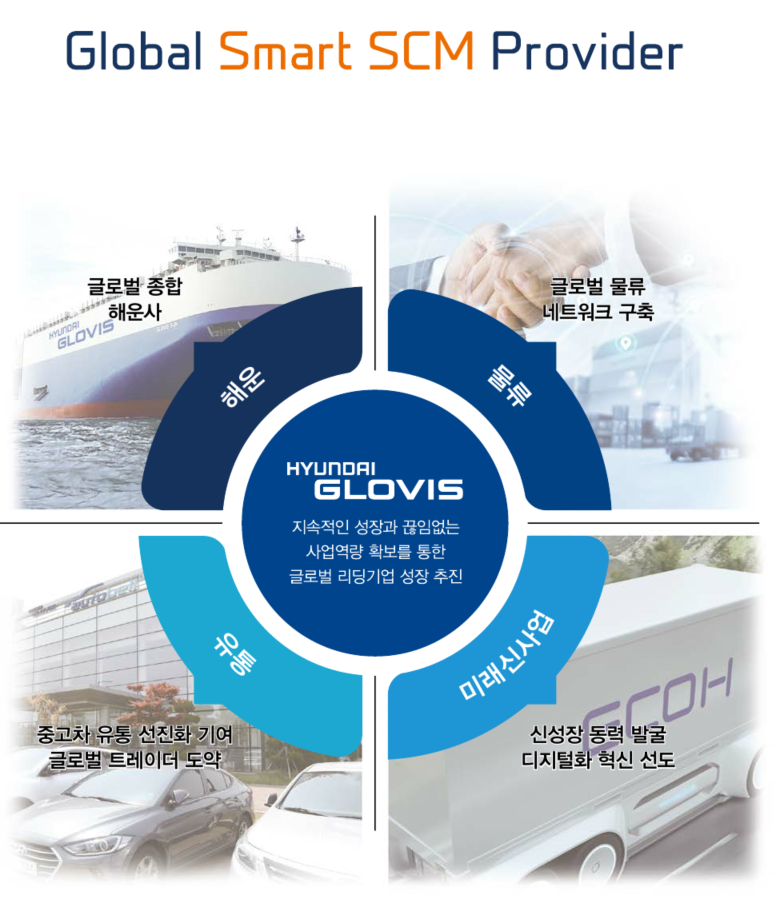 Global Smart SCM Provider
글로벌 종합
해운사
글로벌 물류
네트워크 구축
HYUNDAI
GLOVIS
해운
물류
HYUNDAI
GLOVIS
지속적인 성장과 끊임없는
사업역량 확보를 통한
글로벌 리딩기업 성장 추진
유통
미래신사업
중고차 유통 선진화 기여
글로벌 트레이더 도약
신성장 동력 발굴
디지털화 혁신 선도
ECOH